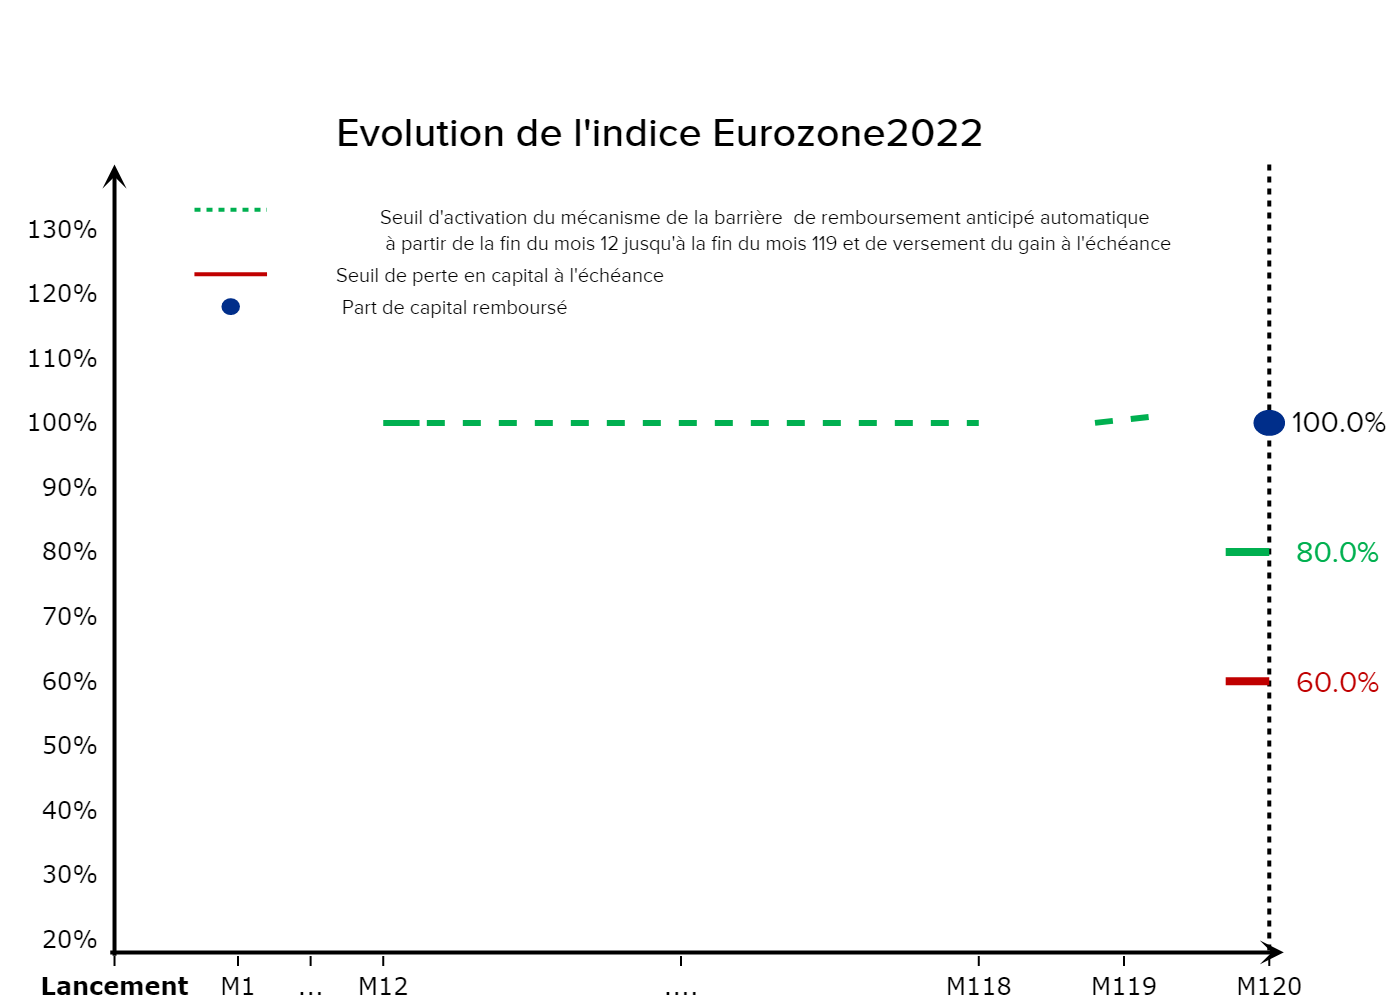 Evolution de l'indice Eurozone2022
Seuil d'activation du mécanisme de la barrière  de remboursement anticipé automatique
à partir de la fin du mois 12 jusqu'à la fin du mois 119 et de versement du gain à l'échéance
Seuil de perte en capital à l'échéance
Part de capital remboursé
130%
120%
110%
100%
100.0%
90%
80%
80.0%
70%
60%
60.0%
50%
40%
30%
20%
Lancement M1 ... M12 .... M118 M119 M120